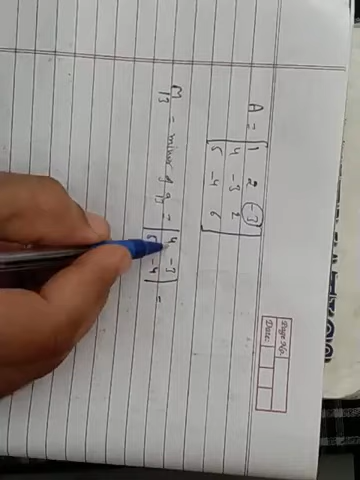 Page No.
Date:
A = [ 1 2 -3
4 -3 2
5 -4 6 ]
M13 = minor of a13 = | 4 -3
5 -4 | =